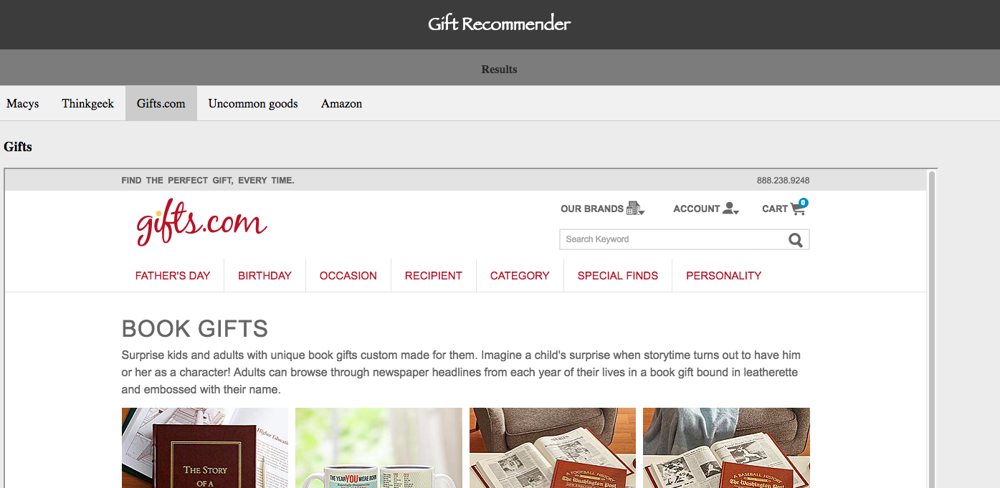 Gift Recommender
Results
Macys Thinkgeek Gifts.com Uncommon goods Amazon
Gifts
FIND THE PERFECT GIFT, EVERY TIME. 888.238.9248
gifts.com
OUR BRANDS ACCOUNT CART 0
Search Keyword
FATHER'S DAY BIRTHDAY OCCASION RECIPIENT CATEGORY SPECIAL FINDS PERSONALITY
BOOK GIFTS
Surprise kids and adults with unique book gifts custom made for them. Imagine a child's surprise when storytime turns out to have him
or her as a character! Adults can browse through newspaper headlines from each year of their lives in a book gift bound in leatherette
and embossed with their name.
Higher Educati
THE STORY
OF A
THE YEAR YOU WERE BORN
Especially Prepared for
A FOOTBALL HISTORY
The Washington Post
A BASEBALL HISTORY
The Washington Post